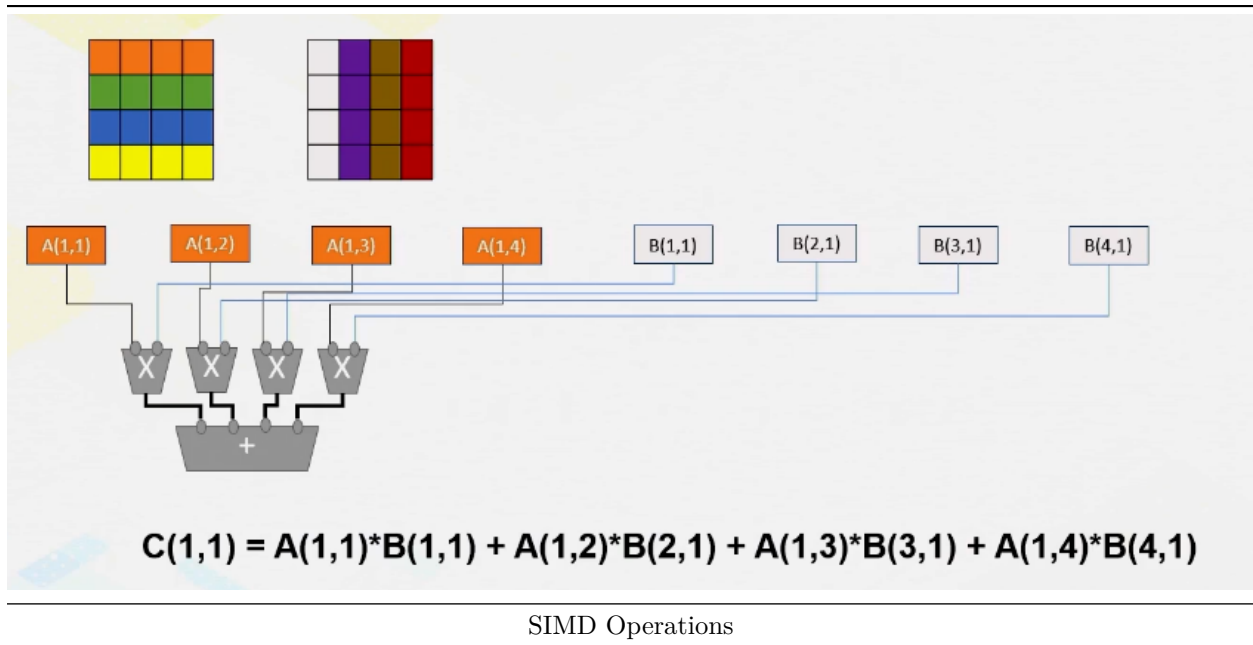 A(1,1) A(1,2) A(1,3) A(1,4) B(1,1) B(2,1) B(3,1) B(4,1)
X X X X
+
C(1,1) = A(1,1)*B(1,1) + A(1,2)*B(2,1) + A(1,3)*B(3,1) + A(1,4)*B(4,1)
SIMD Operations